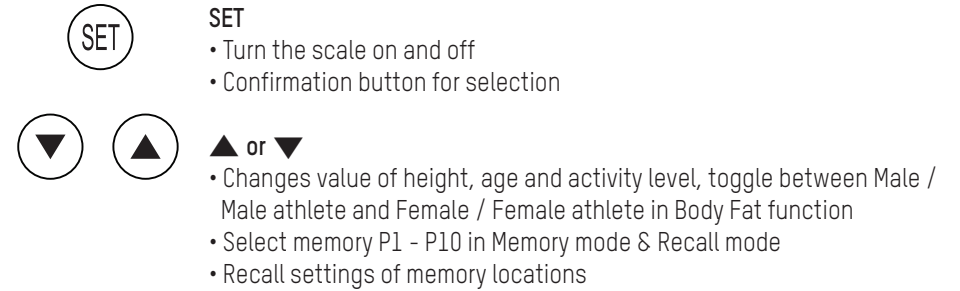 SET
SET
• Turn the scale on and off
• Confirmation button for selection
▼ ▲
▲ or ▼
• Changes value of height, age and activity level, toggle between Male /
Male athlete and Female / Female athlete in Body Fat function
• Select memory P1 - P10 in Memory mode & Recall mode
• Recall settings of memory locations